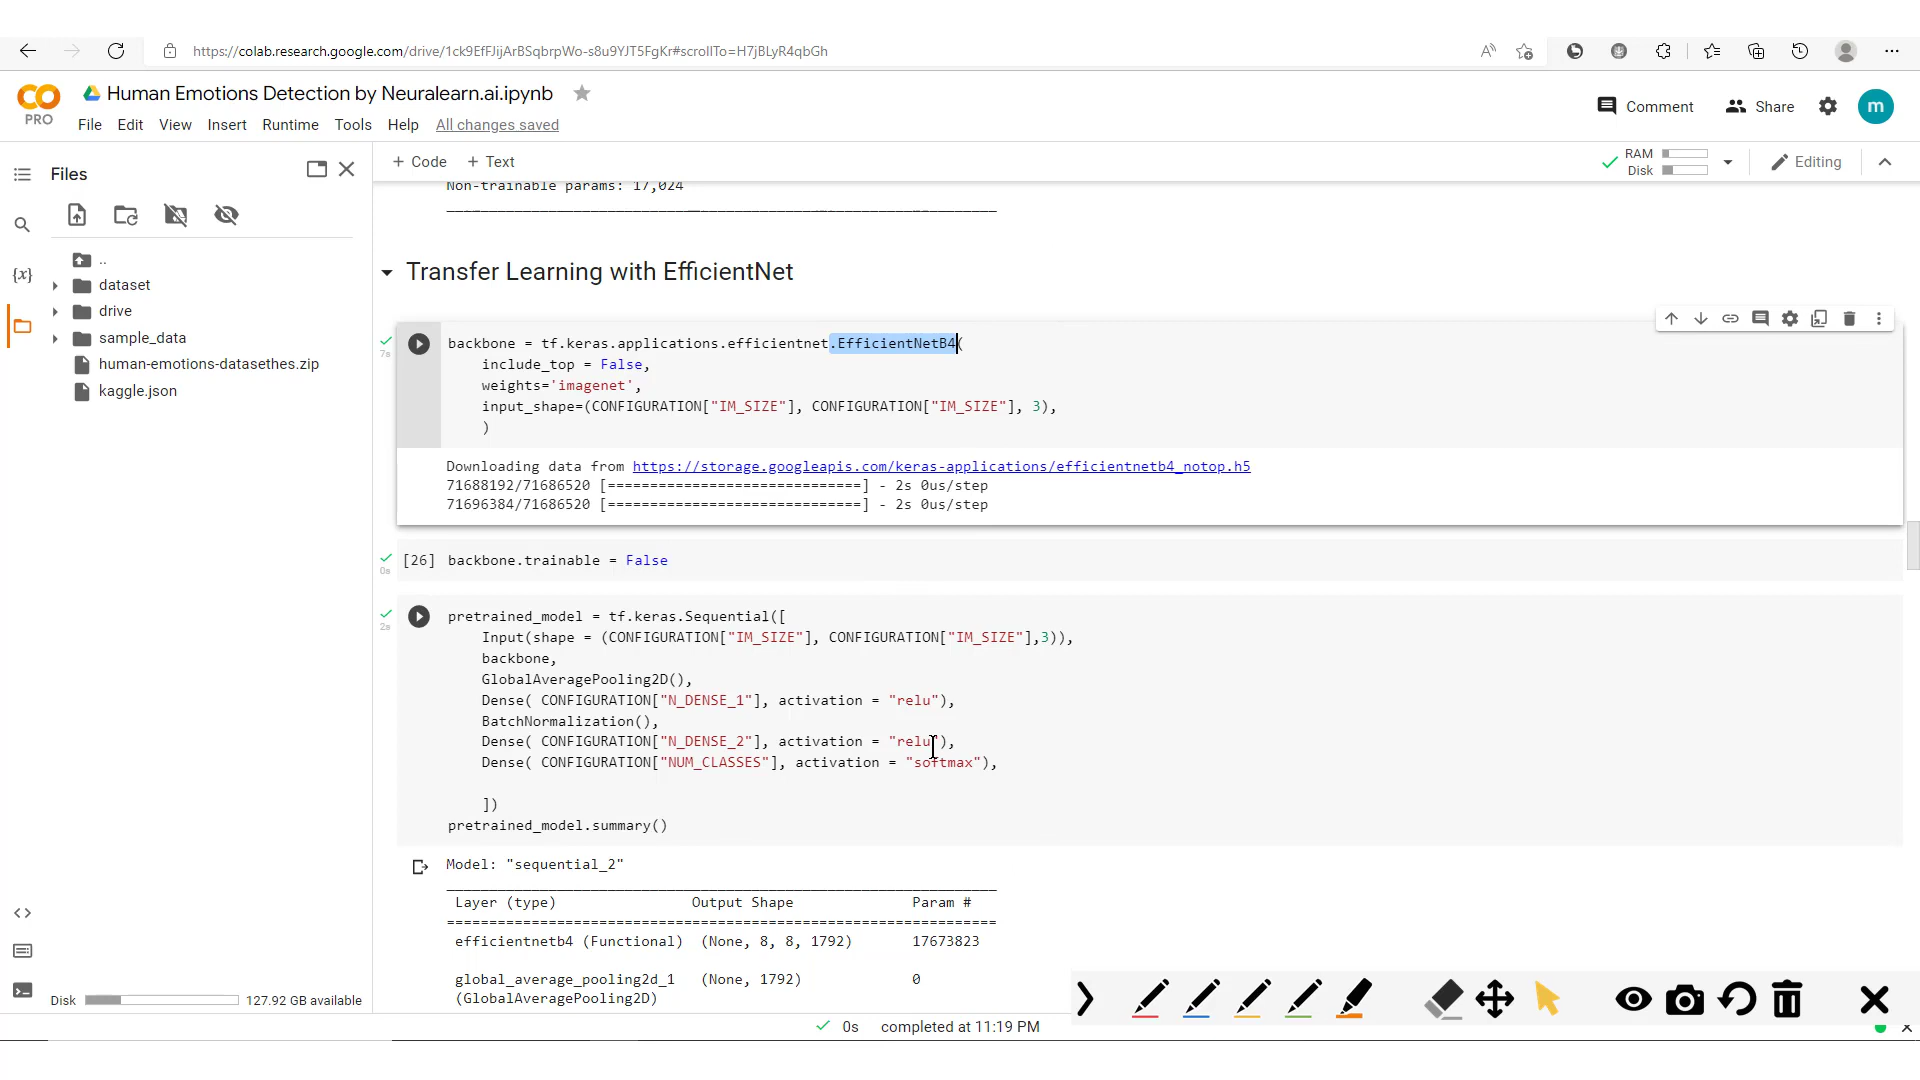 https://colab.research.google.com/drive/1ck9EfFJijArBSqbrpWo-s8u9YJT5FgKr#scrollTo=H7jBLyR4qbGh
CO
PRO
Human Emotions Detection by Neuralearn.ai.ipynb
File Edit View Insert Runtime Tools Help All changes saved
Comment
Share
m
Files
+ Code + Text
RAM
Disk
Editing
..
dataset
drive
sample_data
human-emotions-datasethes.zip
kaggle.json
Disk 127.92 GB available
Non-trainable params: 17,024
Transfer Learning with EfficientNet
7s
backbone = tf.keras.applications.efficientnet.EfficientNetB4(
include_top = False,
weights='imagenet',
input_shape=(CONFIGURATION["IM_SIZE"], CONFIGURATION["IM_SIZE"], 3),
)
Downloading data from https://storage.googleapis.com/keras-applications/efficientnetb4_notop.h5
71688192/71686520 [==============================] - 2s 0us/step
71696384/71686520 [==============================] - 2s 0us/step
0s
[26] backbone.trainable = False
2s
pretrained_model = tf.keras.Sequential([
Input(shape = (CONFIGURATION["IM_SIZE"], CONFIGURATION["IM_SIZE"],3)),
backbone,
GlobalAveragePooling2D(),
Dense( CONFIGURATION["N_DENSE_1"], activation = "relu"),
BatchNormalization(),
Dense( CONFIGURATION["N_DENSE_2"], activation = "relu"),
Dense( CONFIGURATION["NUM_CLASSES"], activation = "softmax"),
])
pretrained_model.summary()
Model: "sequential_2"
Layer (type) Output Shape Param #
=================================================================
efficientnetb4 (Functional) (None, 8, 8, 1792) 17673823
global_average_pooling2d_1 (None, 1792) 0
(GlobalAveragePooling2D)
0s completed at 11:19 PM